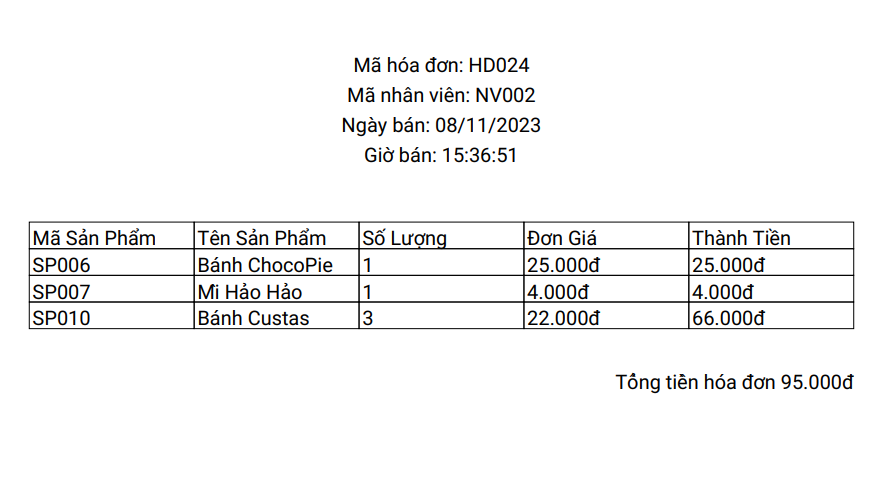 Mã hóa đơn: HD024
Mã nhân viên: NV002
Ngày bán: 08/11/2023
Giờ bán: 15:36:51
Mã Sản Phẩm Tên Sản Phẩm Số Lượng Đơn Giá Thành Tiền
SP006 Bánh ChocoPie 1 25.000đ 25.000đ
SP007 Mì Hảo Hảo 1 4.000đ 4.000đ
SP010 Bánh Custas 3 22.000đ 66.000đ
Tổng tiền hóa đơn 95.000đ